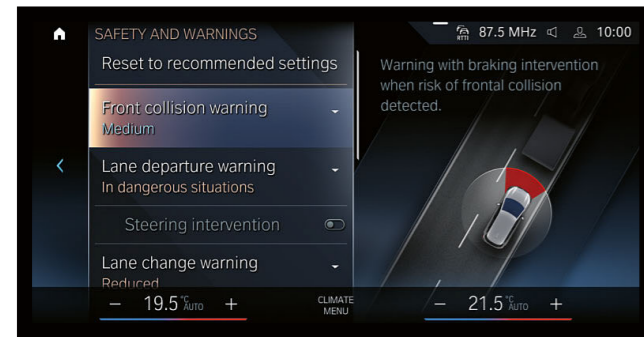 SAFETY AND WARNINGS
RTTI 87.5 MHz 10:00
Reset to recommended settings
Front collision warning
Medium
Lane departure warning
In dangerous situations
Steering intervention
Lane change warning
Reduced
Warning with braking intervention
when risk of frontal collision
detected.
− 19.5 °C AUTO +
CLIMATE
MENU
− 21.5 °C AUTO +